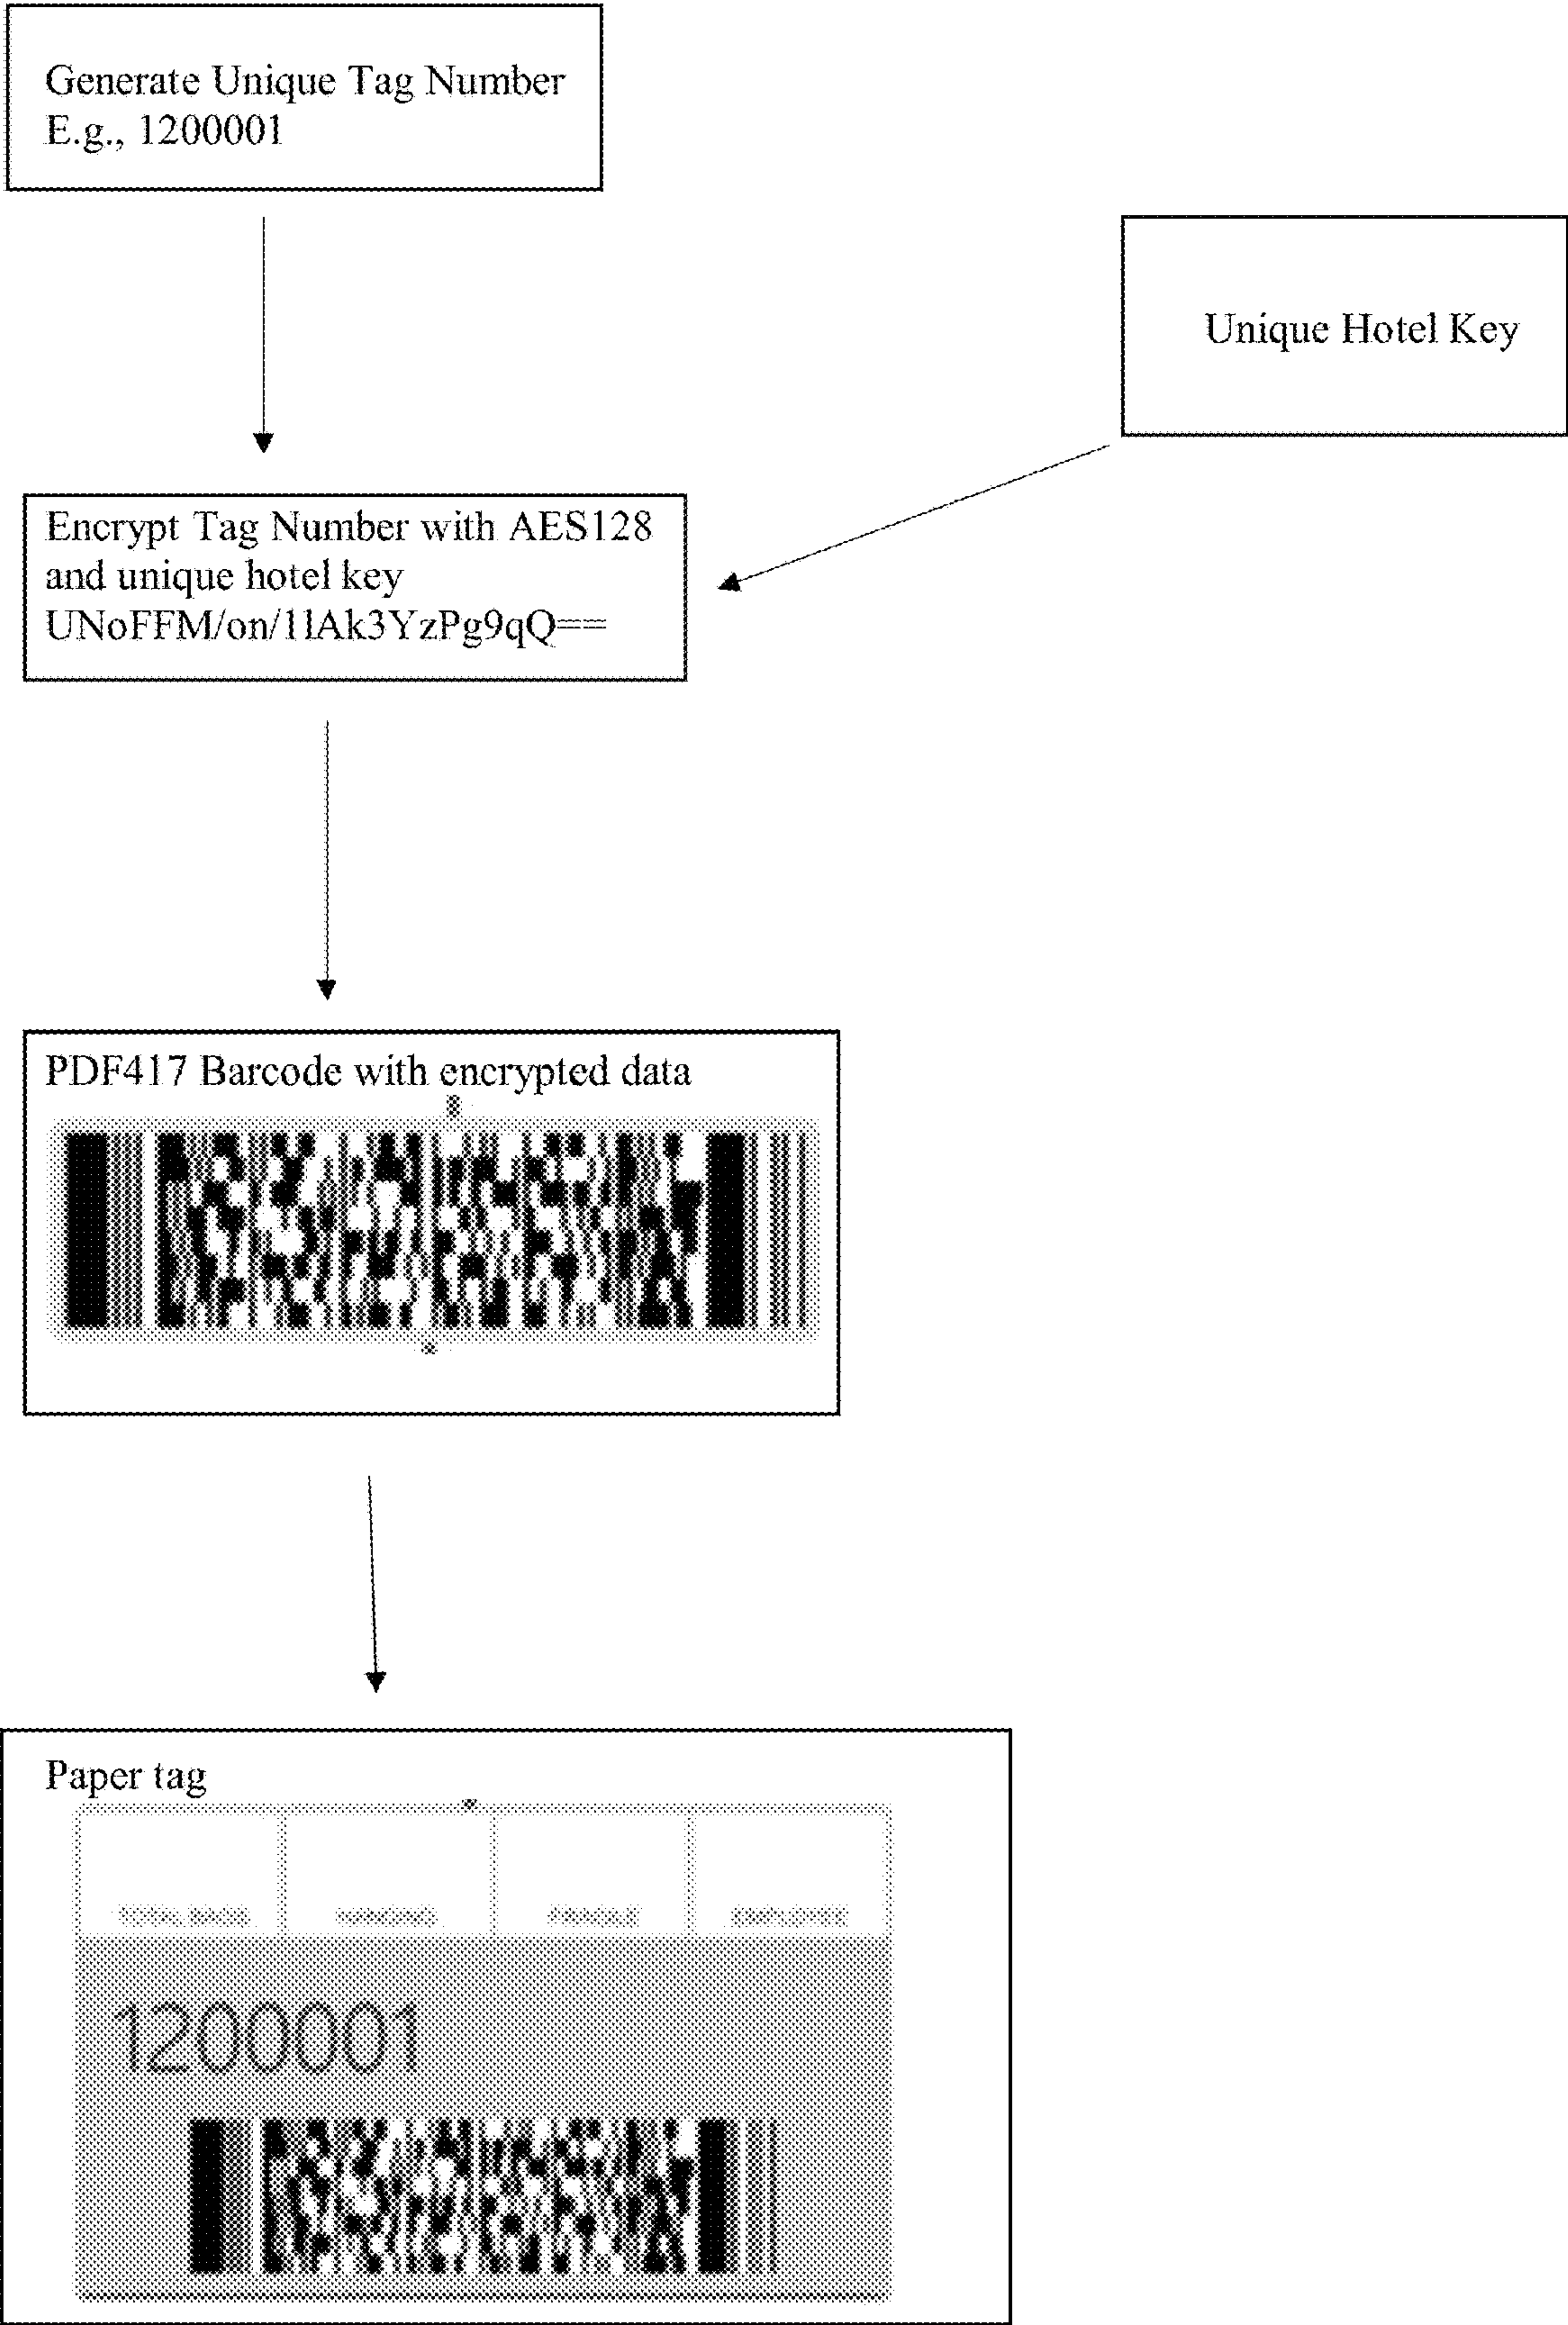 Generate Unique Tag Number
E.g., 1200001
Unique Hotel Key
Encrypt Tag Number with AES128
and unique hotel key
UNoFFM/on/1lAk3YzPg9qQ==
PDF417 Barcode with encrypted data
Paper tag
1200001